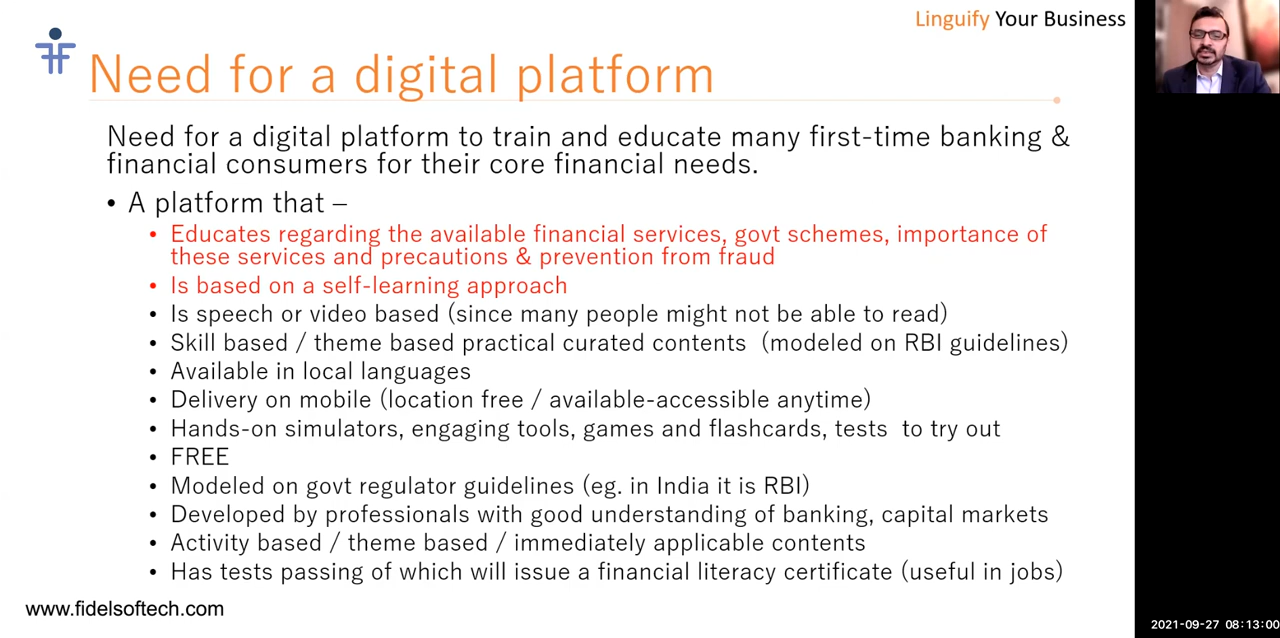 Linguify Your Business
Need for a digital platform
Need for a digital platform to train and educate many first-time banking &
financial consumers for their core financial needs.
• A platform that –
• Educates regarding the available financial services, govt schemes, importance of
these services and precautions & prevention from fraud
• Is based on a self-learning approach
• Is speech or video based (since many people might not be able to read)
• Skill based / theme based practical curated contents (modeled on RBI guidelines)
• Available in local languages
• Delivery on mobile (location free / available-accessible anytime)
• Hands-on simulators, engaging tools, games and flashcards, tests to try out
• FREE
• Modeled on govt regulator guidelines (eg. in India it is RBI)
• Developed by professionals with good understanding of banking, capital markets
• Activity based / theme based / immediately applicable contents
• Has tests passing of which will issue a financial literacy certificate (useful in jobs)
www.fidelsoftech.com
2021-09-27 08:13:00